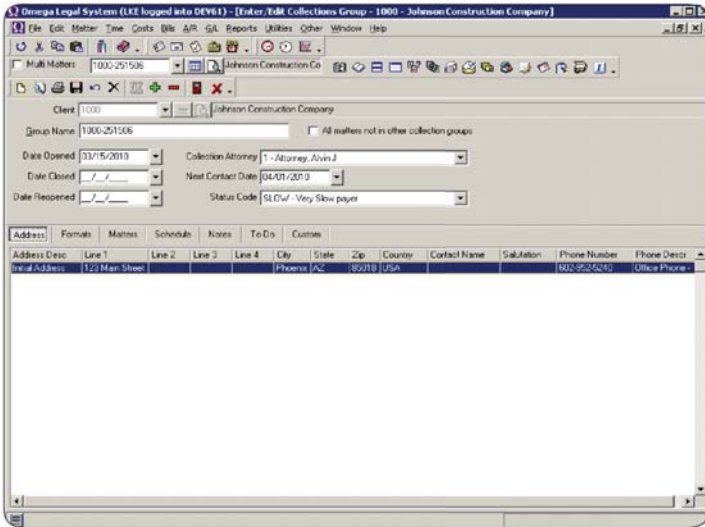 Omega Legal System (LKE logged into DEV61) - [Enter/Edit Collections Group - 1000 - Johnson Construction Company]
File Edit Matter Time Costs Bills A/R G/L Reports Utilities Other Window Help
Multi Matters 1000-251506 Johnson Construction Co
Client 1000 Johnson Construction Company
Group Name 1000-251506 All matters not in other collection groups
Date Opened 03/15/2010 Collection Attorney 1 - Attorney, Alvin J
Date Closed _/_/____ Next Contact Date 04/01/2010
Date Reopened _/_/____ Status Code SLOW - Very Slow payer
Address Formats Matters Schedule Notes To-Do Custom
Address Desc Line 1 Line 2 Line 3 Line 4 City State Zip Country Contact Name Salutation Phone Number Phone Descr
Initial Address 123 Main Street Phoenix AZ 85018 USA 602-952-5240 Office Phone -